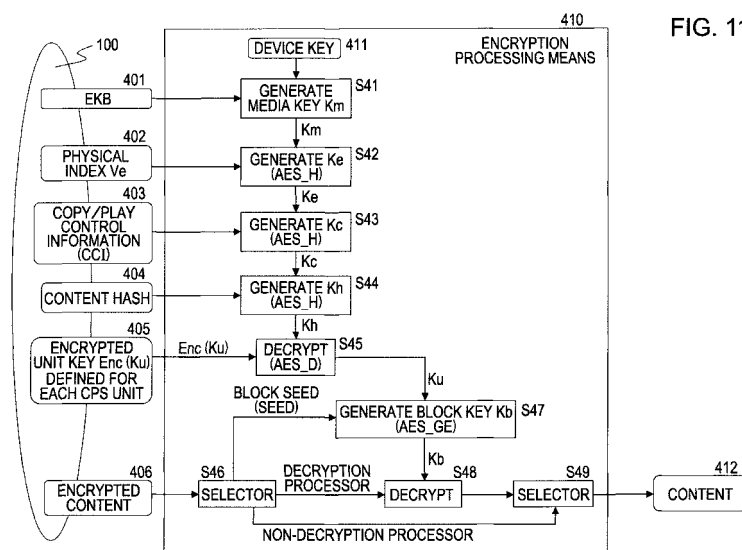 FIG. 11
410
ENCRYPTION
PROCESSING MEANS
100
DEVICE KEY
411
401
EKB
S41
GENERATE
MEDIA KEY Km
Km
402
PHYSICAL
INDEX Ve
S42
GENERATE Ke
(AES_H)
Ke
403
COPY/PLAY
CONTROL
INFORMATION
(CCI)
S43
GENERATE Kc
(AES_H)
Kc
404
CONTENT HASH
S44
GENERATE Kh
(AES_H)
Kh
405
ENCRYPTED
UNIT KEY Enc (Ku)
DEFINED FOR
EACH CPS UNIT
Enc (Ku)
S45
DECRYPT
(AES_D)
Ku
BLOCK SEED
(SEED)
S47
GENERATE BLOCK KEY Kb
(AES_GE)
Kb
406
ENCRYPTED
CONTENT
S46
SELECTOR
DECRYPTION
PROCESSOR
S48
DECRYPT
S49
SELECTOR
412
CONTENT
NON-DECRYPTION PROCESSOR